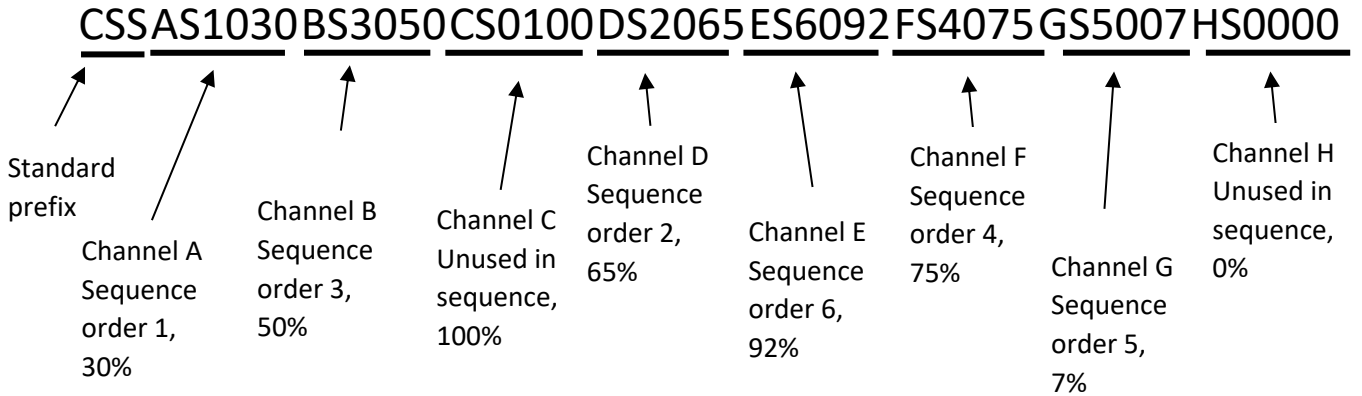 CSSAS1030BS3050CS0100DS2065ES6092FS4075GS5007HS0000
Standard
prefix
Channel A
Sequence
order 1,
30%
Channel B
Sequence
order 3,
50%
Channel C
Unused in
sequence,
100%
Channel D
Sequence
order 2,
65%
Channel E
Sequence
order 6,
92%
Channel F
Sequence
order 4,
75%
Channel G
Sequence
order 5,
7%
Channel H
Unused in
sequence,
0%